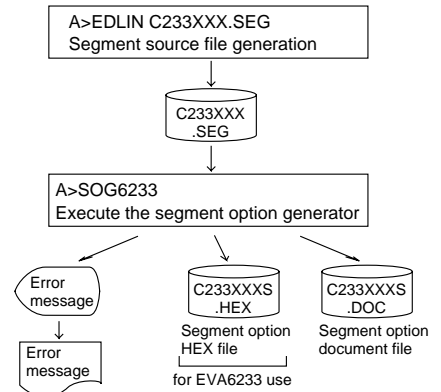 A>EDLIN C233XXX.SEG
Segment source file generation
C233XXX
.SEG
A>SOG6233
Execute the segment option generator
Error
message
Error
message
C233XXXS
.HEX
Segment option
HEX file
for EVA6233 use
C233XXXS
.DOC
Segment option
document file